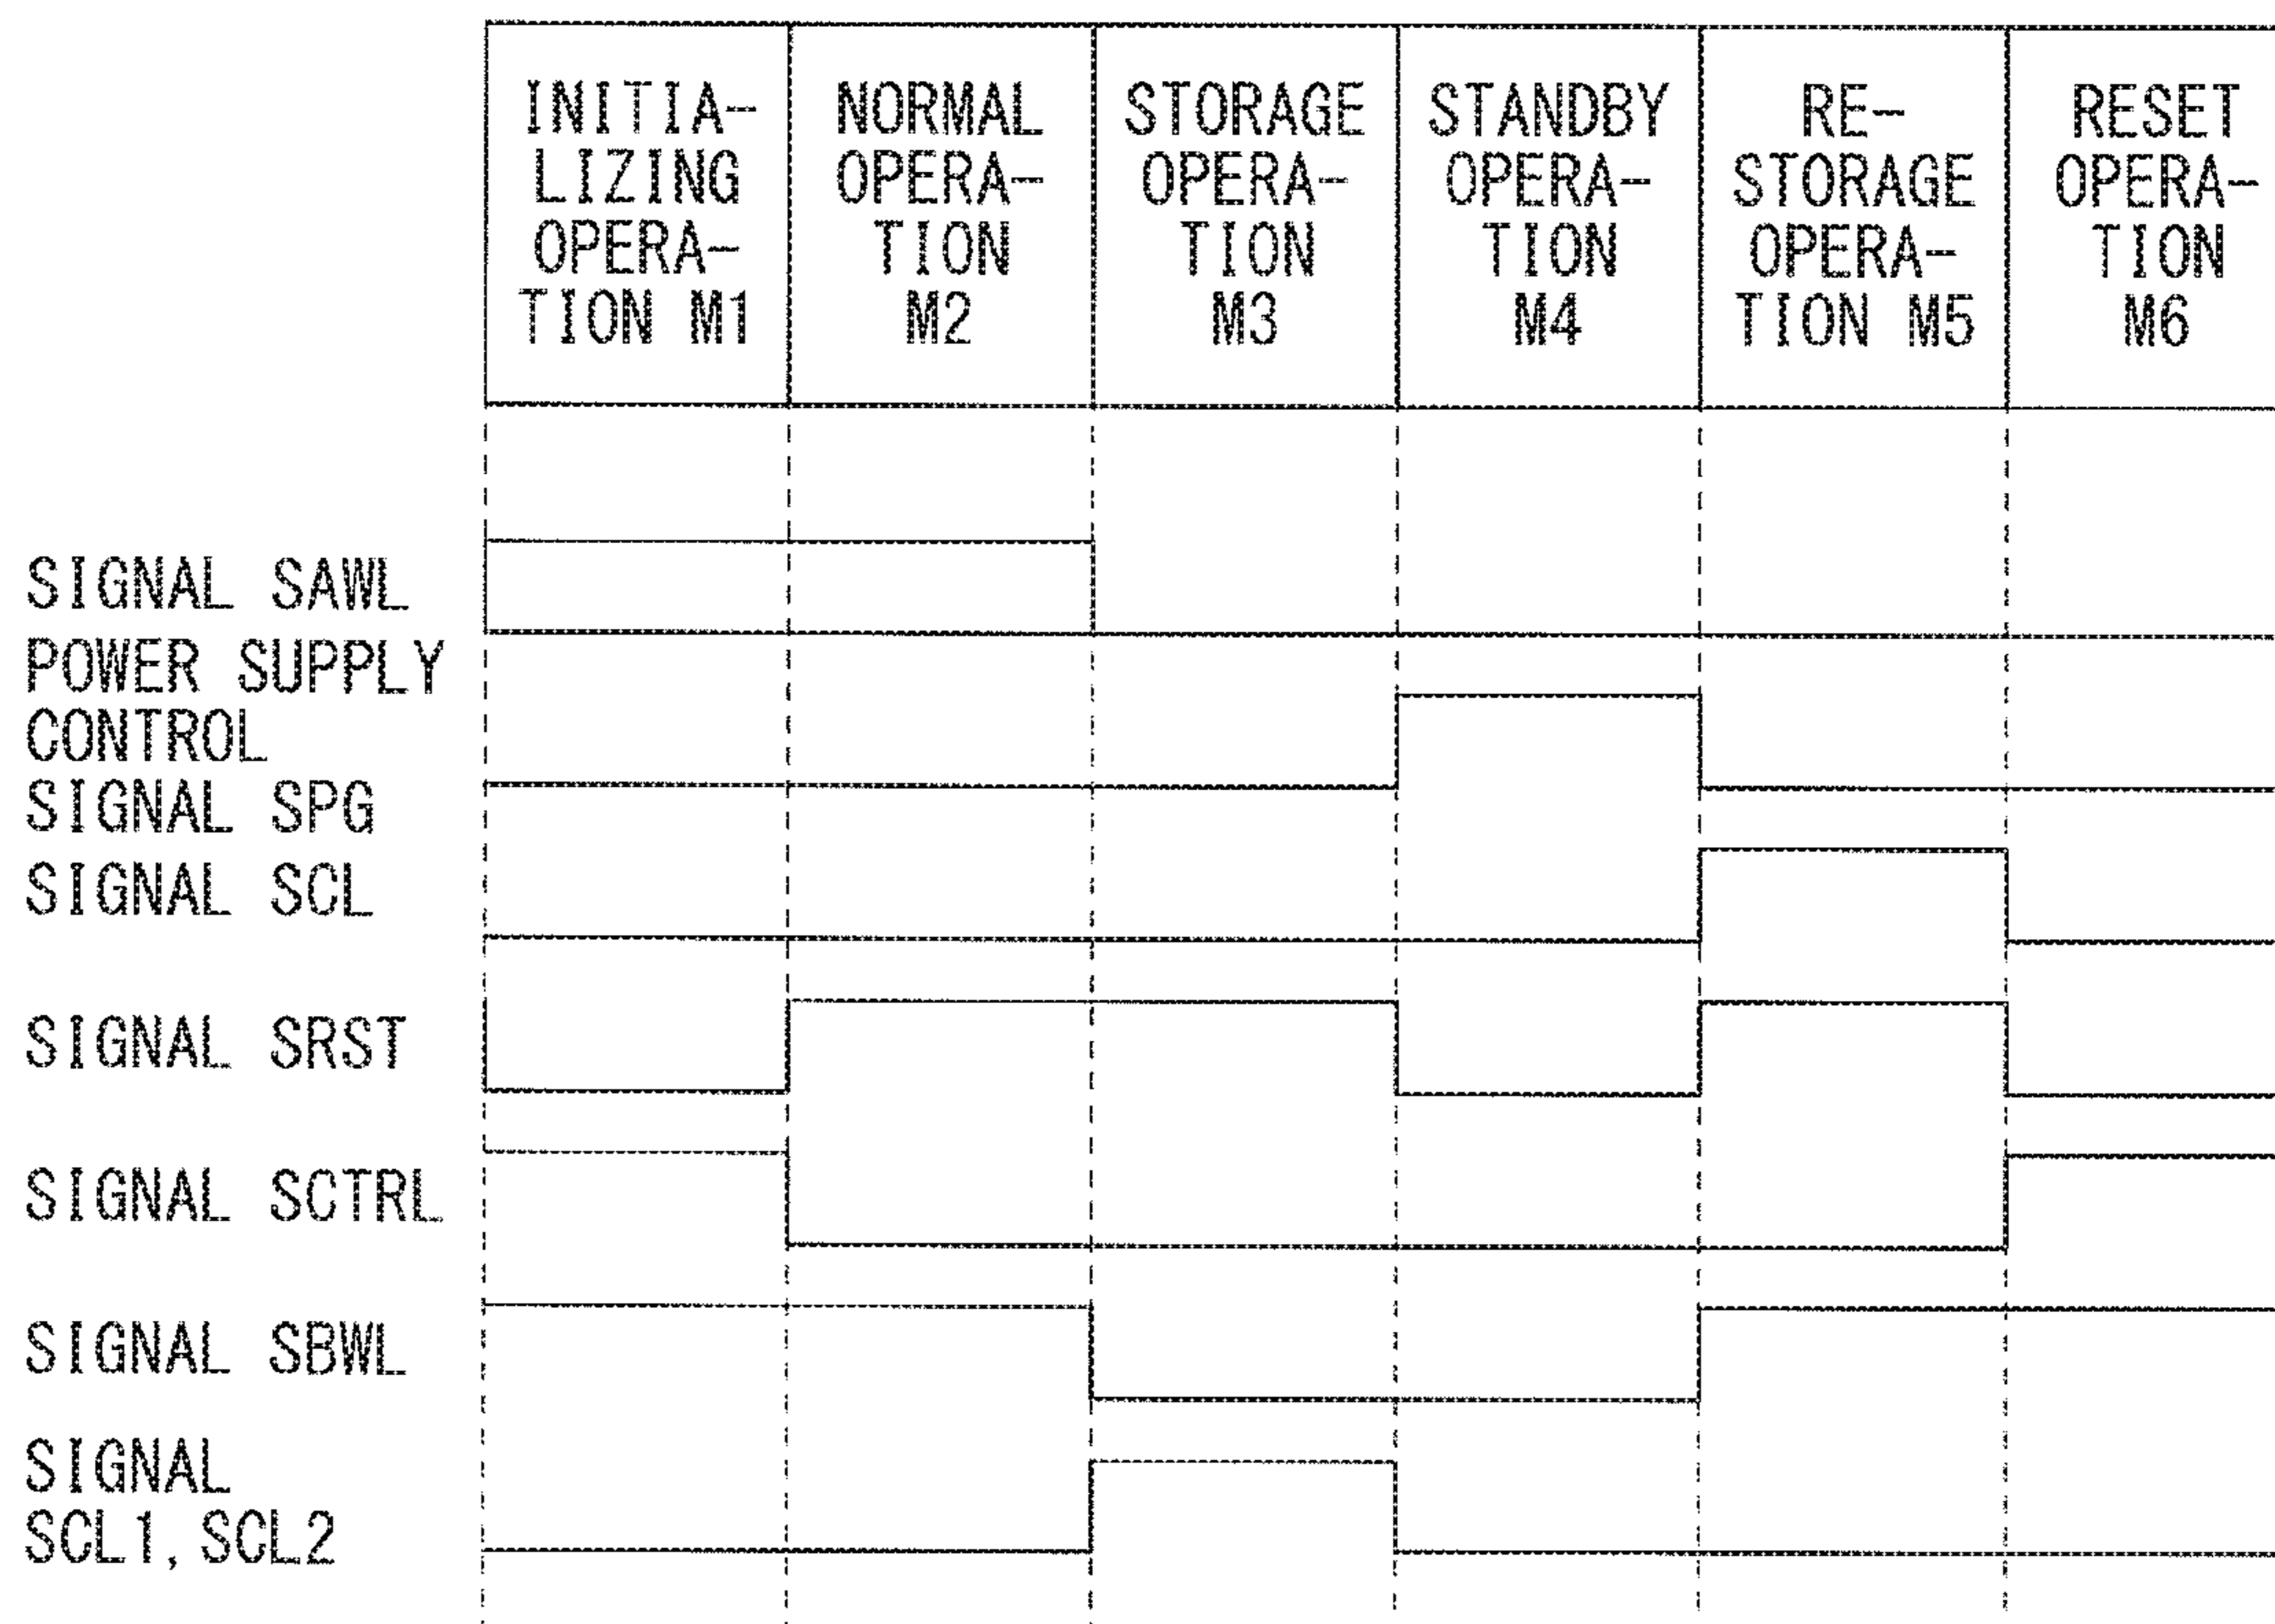 INITIA-
LIZING
OPERA-
TION M1
NORMAL
OPERA-
TION
M2
STORAGE
OPERA-
TION
M3
STANDBY
OPERA-
TION
M4
RE-
STORAGE
OPERA-
TION M5
RESET
OPERA-
TION
M6
SIGNAL SAWL
POWER SUPPLY
CONTROL
SIGNAL SPG
SIGNAL SCL
SIGNAL SRST
SIGNAL SCTRL
SIGNAL SBWL
SIGNAL
SCL1, SCL2